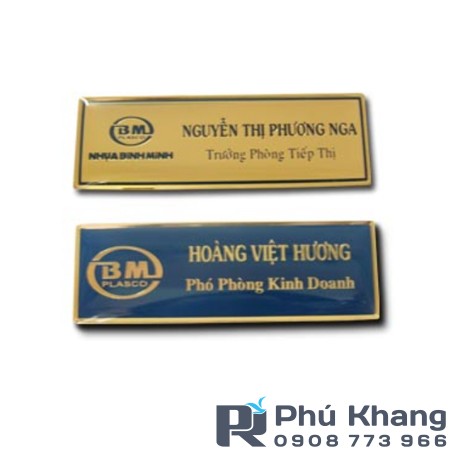 BM
PLASCO
NHỰA BÌNH MINH
NGUYỄN THỊ PHƯƠNG NGA
Trưởng Phòng Tiếp Thị
BM
PLASCO
HOÀNG VIỆT HƯƠNG
Phó Phòng Kinh Doanh
Phú Khang
0908 773 966